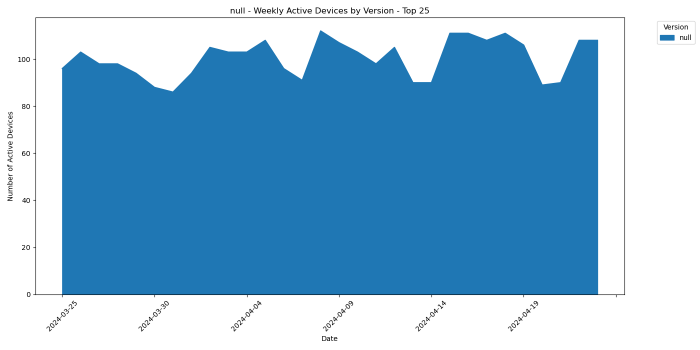 null - Weekly Active Devices by Version - Top 25
Version
null
Number of Active Devices
100
80
60
40
20
0
2024-03-25
2024-03-30
2024-04-04
2024-04-09
2024-04-14
2024-04-19
Date